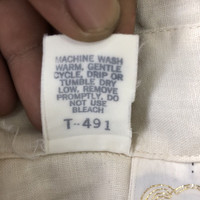 MACHINE WASH
WARM, GENTLE
CYCLE, DRIP OR
TUMBLE DRY
LOW, REMOVE
PROMPTLY, DO
NOT USE
BLEACH
T-491